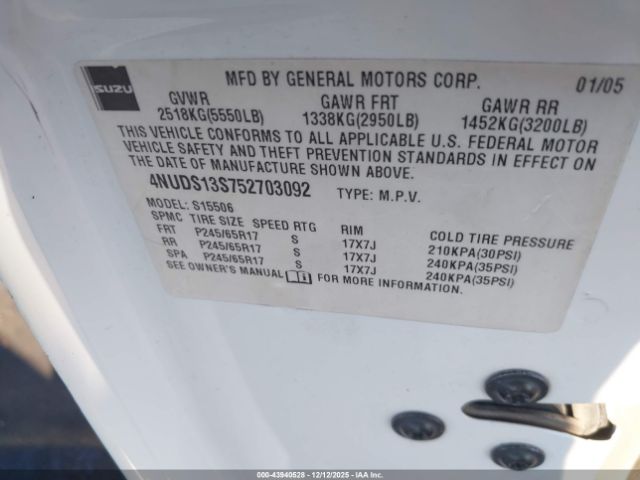 ISUZU
MFD BY GENERAL MOTORS CORP. 01/05
GVWR GAWR FRT GAWR RR
2518KG(5550LB) 1338KG(2950LB) 1452KG(3200LB)
THIS VEHICLE CONFORMS TO ALL APPLICABLE U.S. FEDERAL MOTOR
VEHICLE SAFETY AND THEFT PREVENTION STANDARDS IN EFFECT ON
THE DATE OF MANUFACTURE SHOWN ABOVE.
4NUDS13S752703092 TYPE: M.P.V.
MODEL: S15506
SPMC TIRE SIZE SPEED RTG RIM COLD TIRE PRESSURE
FRT P245/65R17 S 17X7J 210KPA(30PSI)
RR P245/65R17 S 17X7J 240KPA(35PSI)
SPA P245/65R17 S 17X7J 240KPA(35PSI)
SEE OWNER'S MANUAL FOR MORE INFORMATION.
000-43940528 - 12/12/2025 - IAAI.com